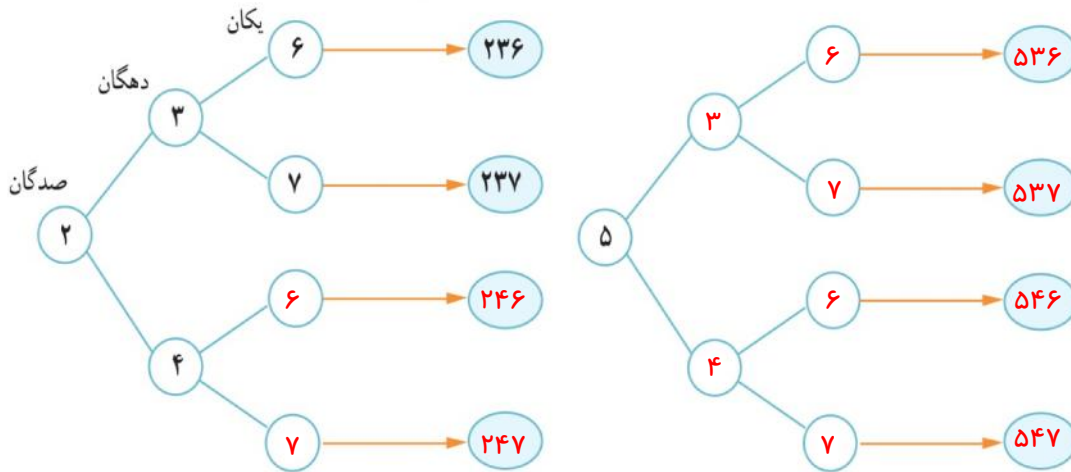 یکان
۶ ۲۳۶ ۶ ۵۳۶
دهگان
۳ ۳
۷ ۲۳۷ ۷ ۵۳۷
صدگان
۲ ۵
۶ ۲۴۶ ۶ ۵۴۶
۴ ۴
۷ ۲۴۷ ۷ ۵۴۷